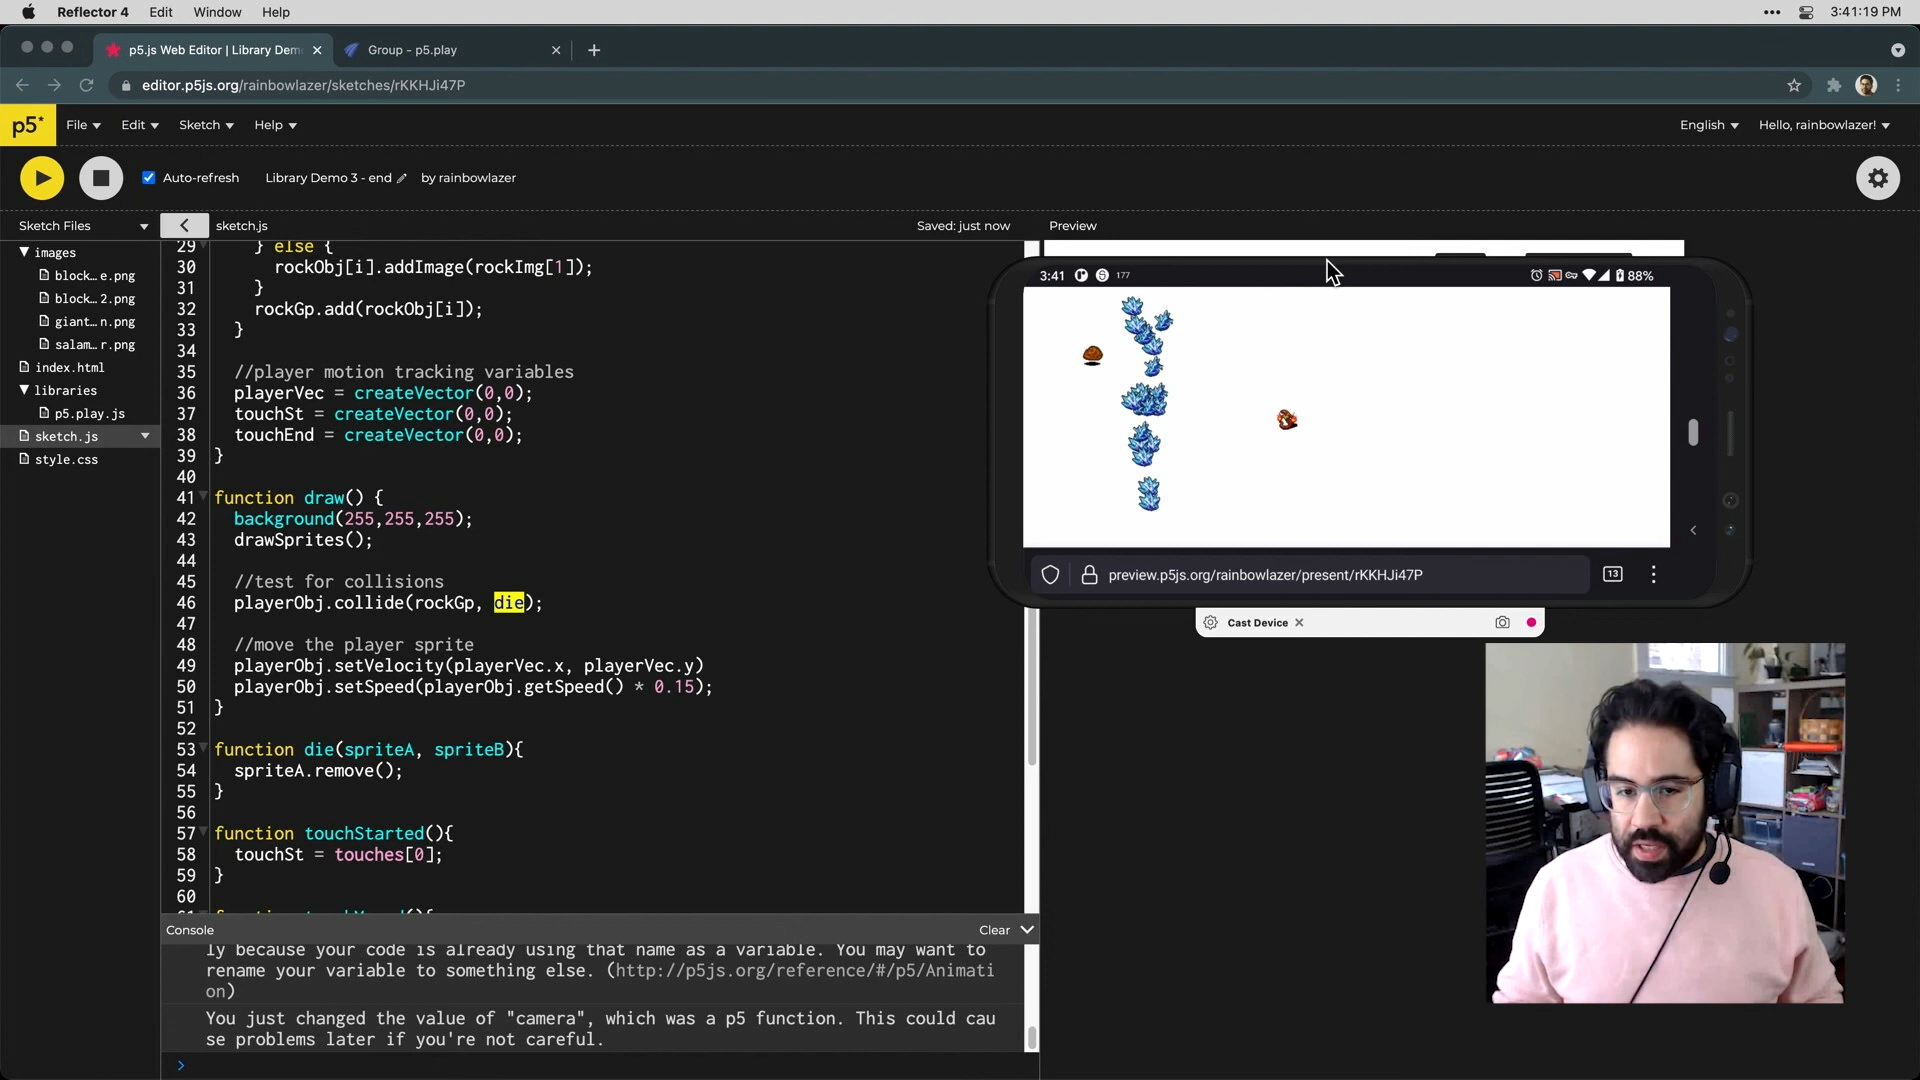 Reflector 4 Edit Window Help 3:41:19 PM
p5.js Web Editor | Library Dem
Group - p5.play
editor.p5js.org/rainbowlazer/sketches/rKKHJi47P
p5* File Edit Sketch Help English Hello, rainbowlazer!
Auto-refresh Library Demo 3 - end by rainbowlazer
Sketch Files
images
block…e.png
block…2.png
giant…n.png
salam…r.png
index.html
libraries
p5.play.js
sketch.js
style.css
sketch.js Saved: just now Preview
29 } else {
30 rockObj[i].addImage(rockImg[1]);
31 }
32 rockGp.add(rockObj[i]);
33 }
34
35 //player motion tracking variables
36 playerVec = createVector(0,0);
37 touchSt = createVector(0,0);
38 touchEnd = createVector(0,0);
39 }
40
41 function draw() {
42 background(255,255,255);
43 drawSprites();
44
45 //test for collisions
46 playerObj.collide(rockGp, die);
47
48 //move the player sprite
49 playerObj.setVelocity(playerVec.x, playerVec.y)
50 playerObj.setSpeed(playerObj.getSpeed() * 0.15);
51 }
52
53 function die(spriteA, spriteB){
54 spriteA.remove();
55 }
56
57 function touchStarted(){
58 touchSt = touches[0];
59 }
60
Console Clear
ly because your code is already using that name as a variable. You may want to
rename your variable to something else. (http://p5js.org/reference/#/p5/Animati
on)
You just changed the value of "camera", which was a p5 function. This could cau
se problems later if you're not careful.
>
3:41 177 88%
preview.p5js.org/rainbowlazer/present/rKKHJi47P 13
Cast Device